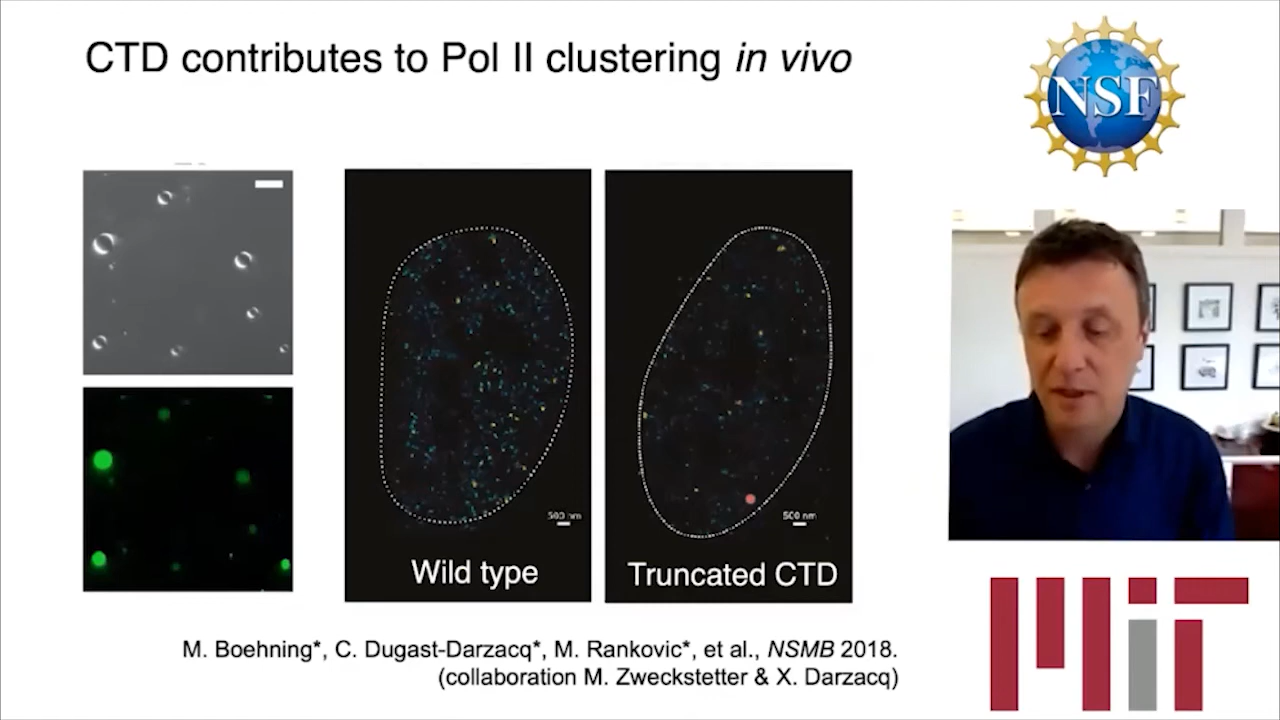 CTD contributes to Pol II clustering in vivo
NSF
500 nm
500 nm
Wild type
Truncated CTD
M. Boehning*, C. Dugast-Darzacq*, M. Rankovic*, et al., NSMB 2018.
(collaboration M. Zweckstetter & X. Darzacq)
MIT